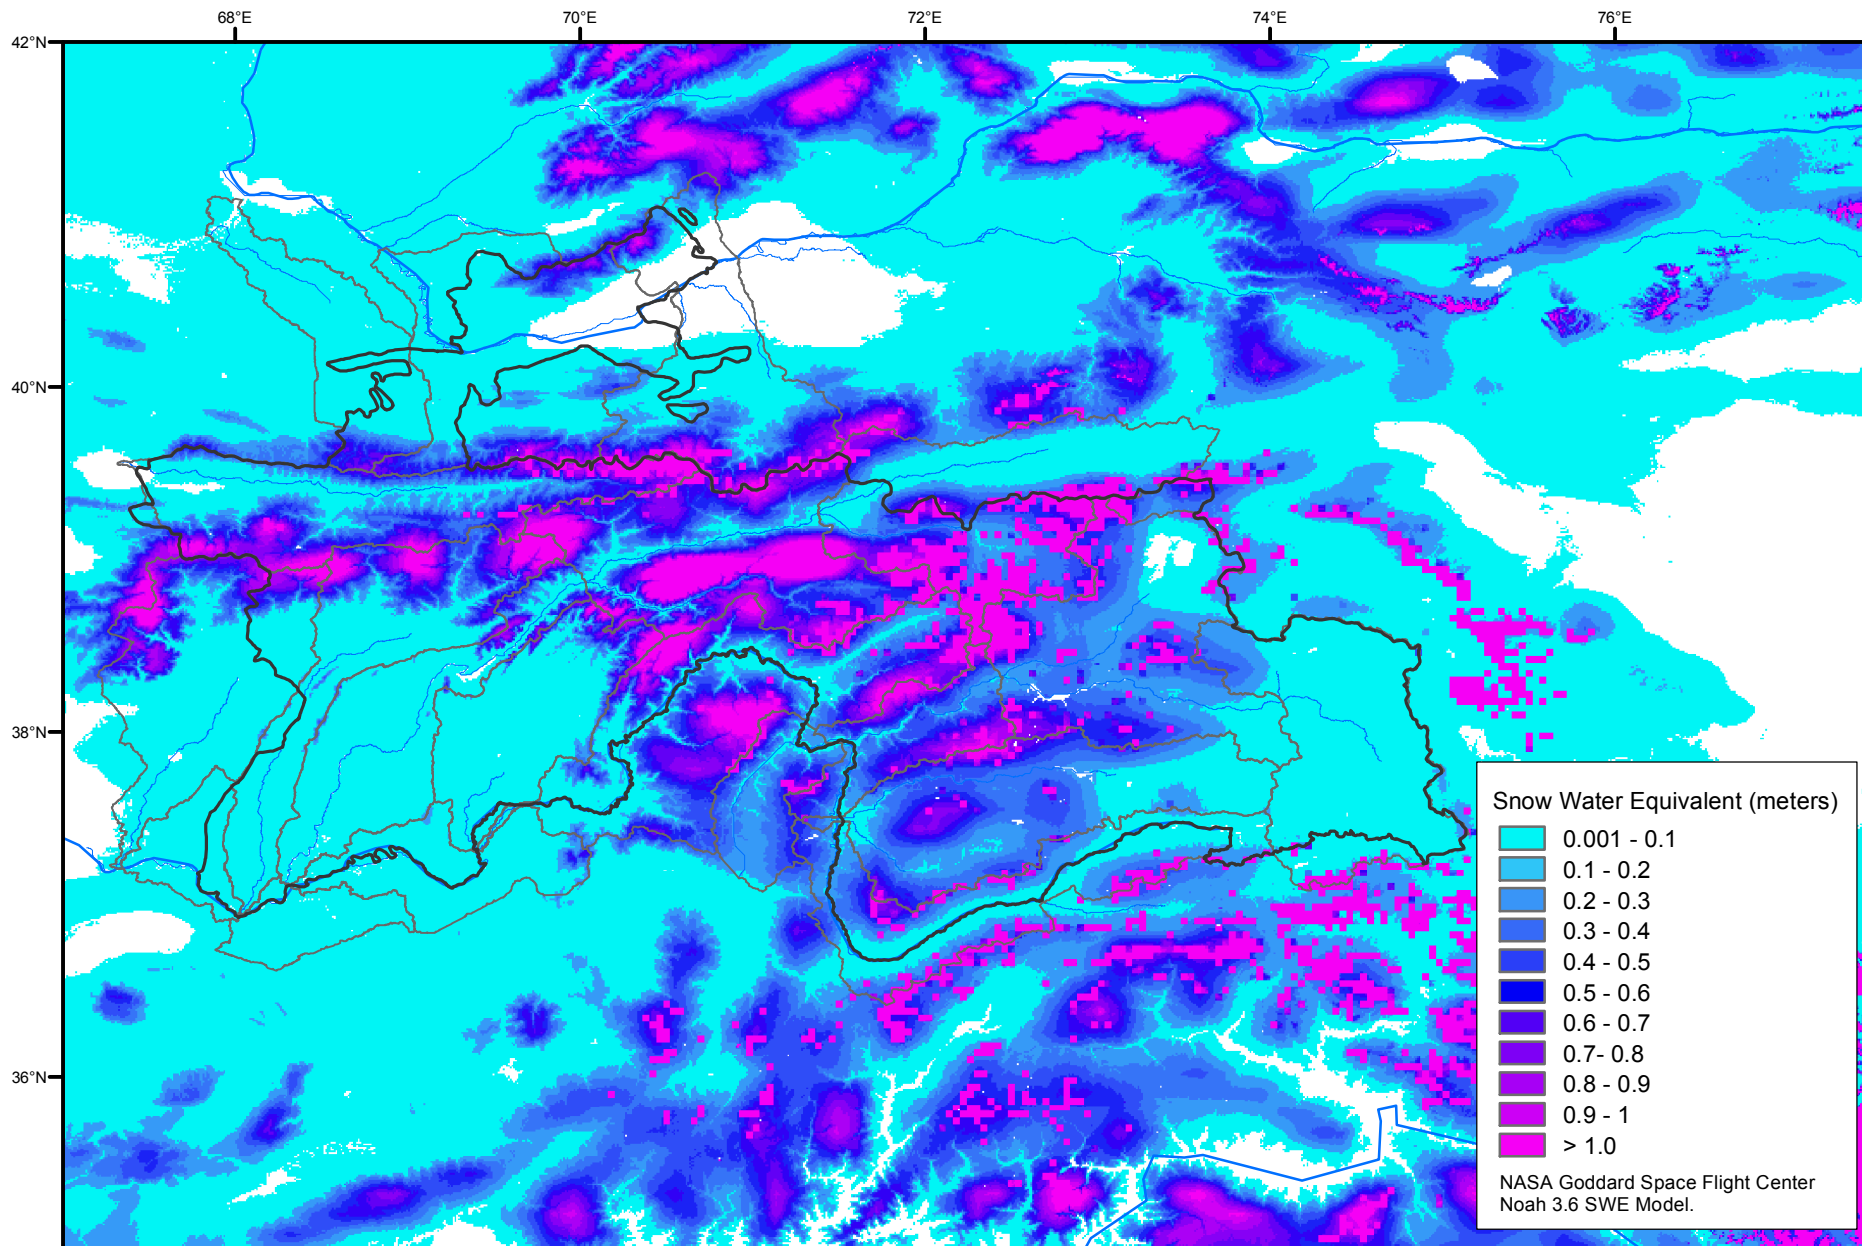 68°E 70°E 72°E 74°E 76°E
42°N
40°N
38°N
36°N
Snow Water Equivalent (meters)
0.001 - 0.1
0.1 - 0.2
0.2 - 0.3
0.3 - 0.4
0.4 - 0.5
0.5 - 0.6
0.6 - 0.7
0.7- 0.8
0.8 - 0.9
0.9 - 1
> 1.0
NASA Goddard Space Flight Center
Noah 3.6 SWE Model.